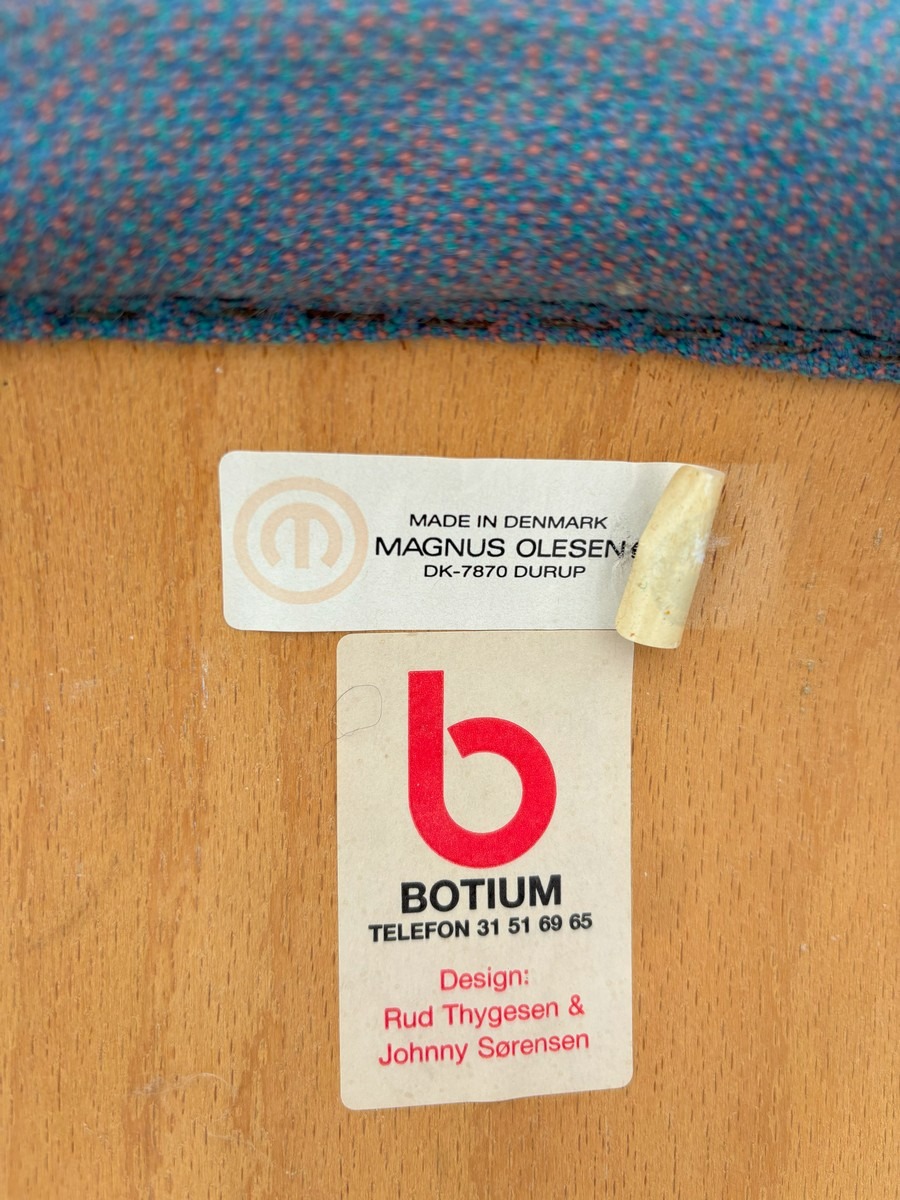 MADE IN DENMARK
MAGNUS OLESEN
DK-7870 DURUP
b
BOTIUM
TELEFON 31 51 69 65
Design:
Rud Thygesen &
Johnny Sørensen